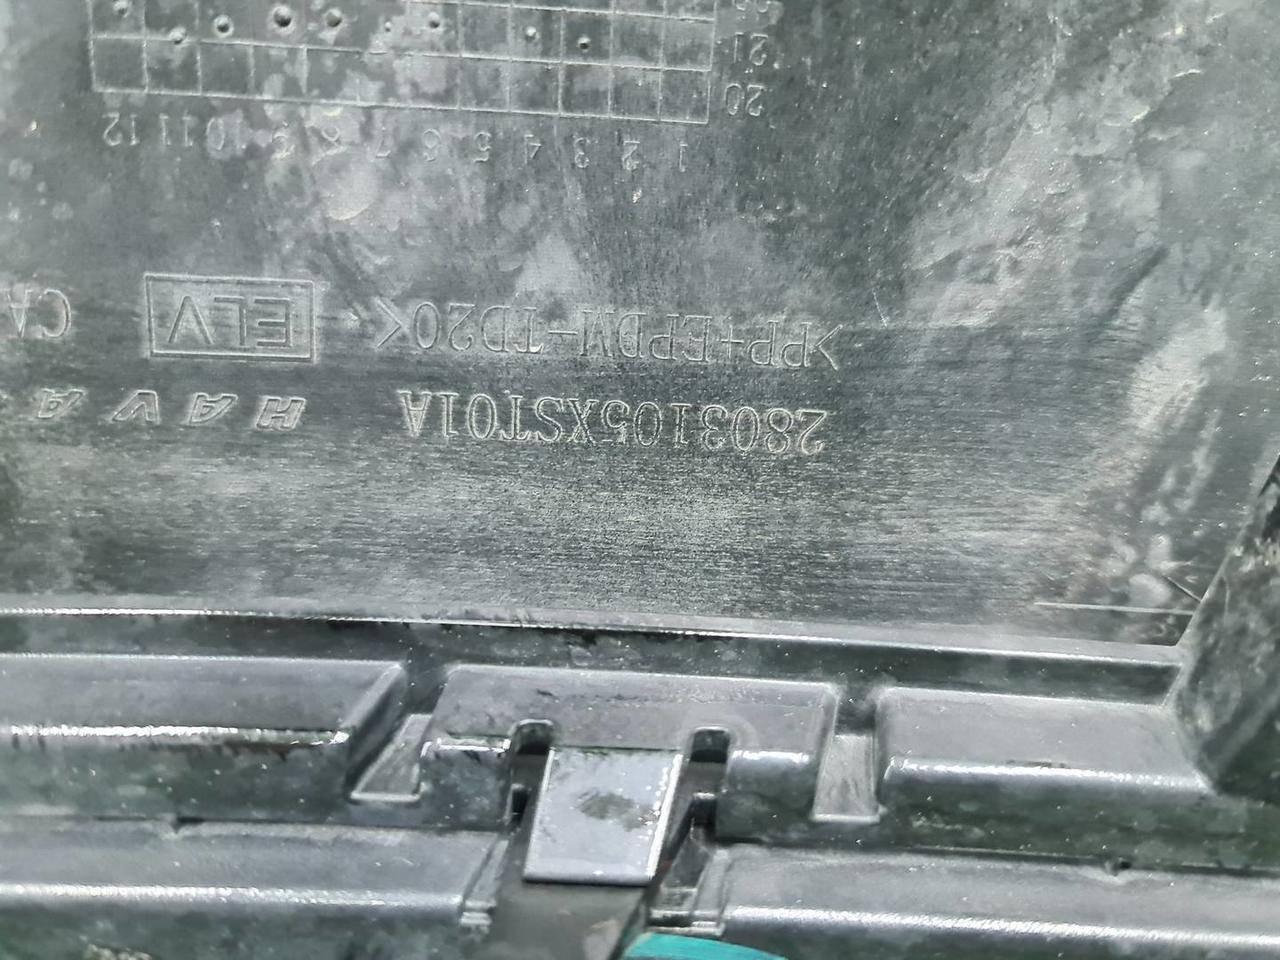 2803105XST01A HAVA
>PP+EPDM-TD20< ELV CA
1 2 3 4 5 6 7 8 9 10 11 12
20
21